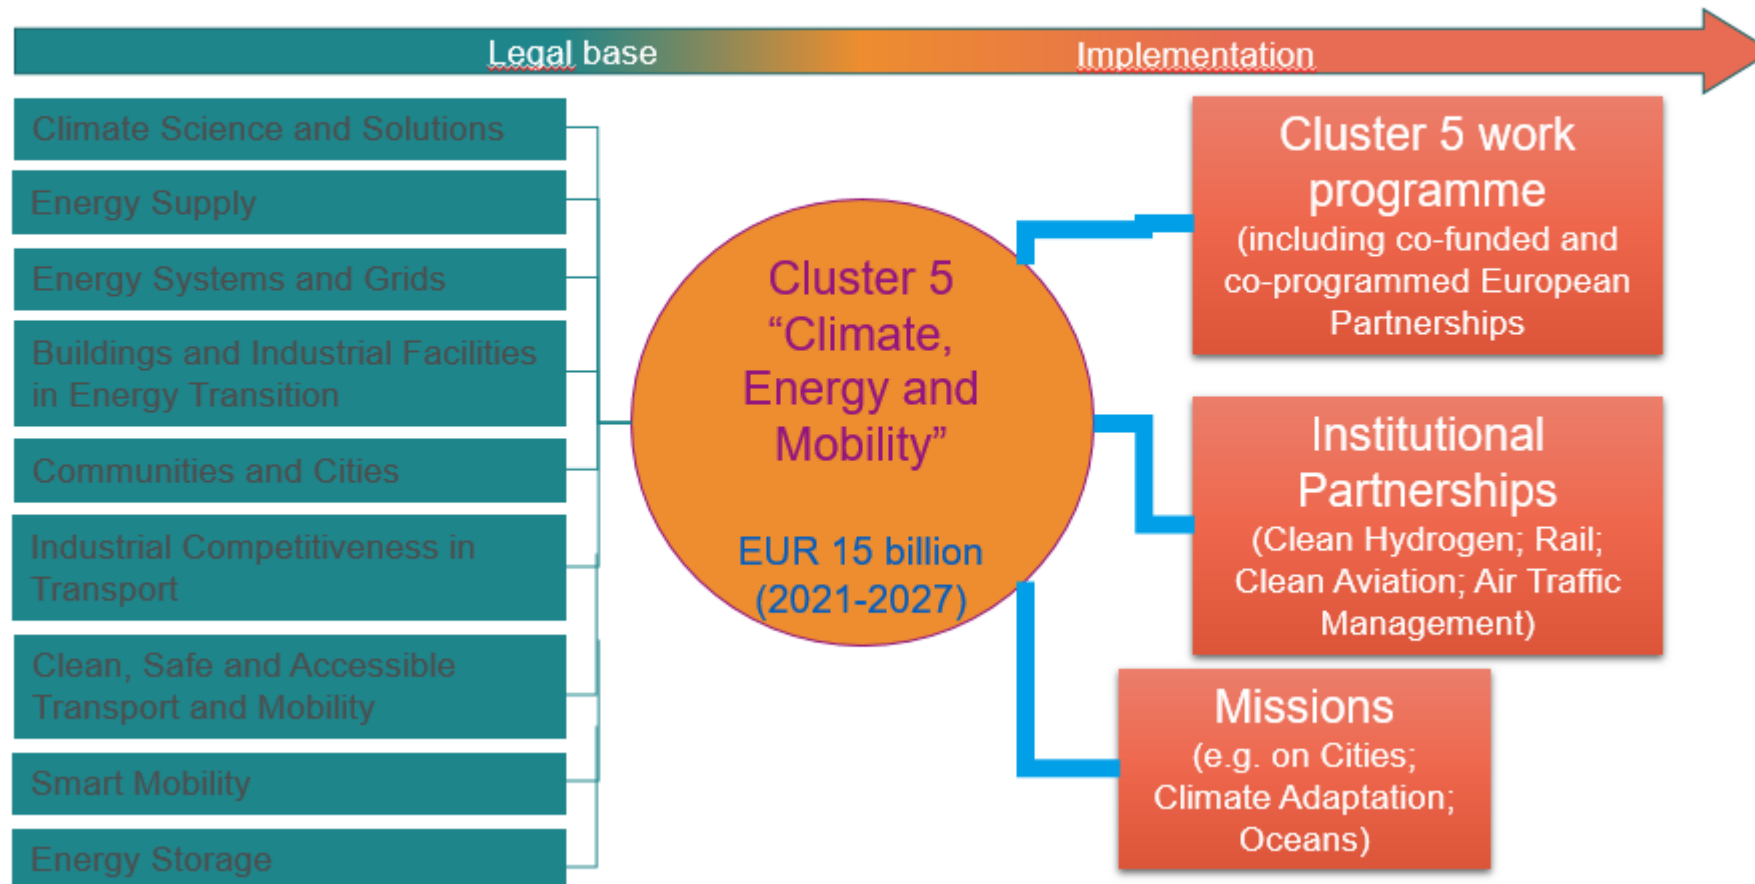 Legal base
Implementation
Climate Science and Solutions
Energy Supply
Energy Systems and Grids
Buildings and Industrial Facilities
in Energy Transition
Communities and Cities
Industrial Competitiveness in
Transport
Clean, Safe and Accessible
Transport and Mobility
Smart Mobility
Energy Storage
Cluster 5
“Climate,
Energy and
Mobility”
EUR 15 billion
(2021-2027)
Cluster 5 work
programme
(including co-funded and
co-programmed European
Partnerships
Institutional
Partnerships
(Clean Hydrogen; Rail;
Clean Aviation; Air Traffic
Management)
Missions
(e.g. on Cities;
Climate Adaptation;
Oceans)